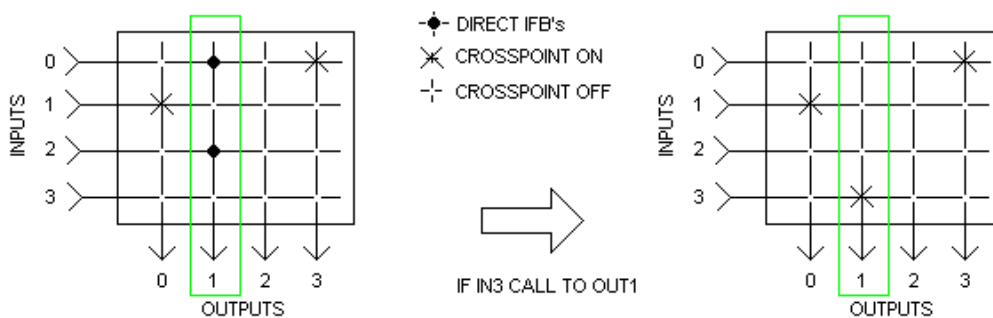 DIRECT IFB's
CROSSPOINT ON
CROSSPOINT OFF
INPUTS
0
1
2
3
0 1 2 3
OUTPUTS
IF IN3 CALL TO OUT1
INPUTS
0
1
2
3
0 1 2 3
OUTPUTS